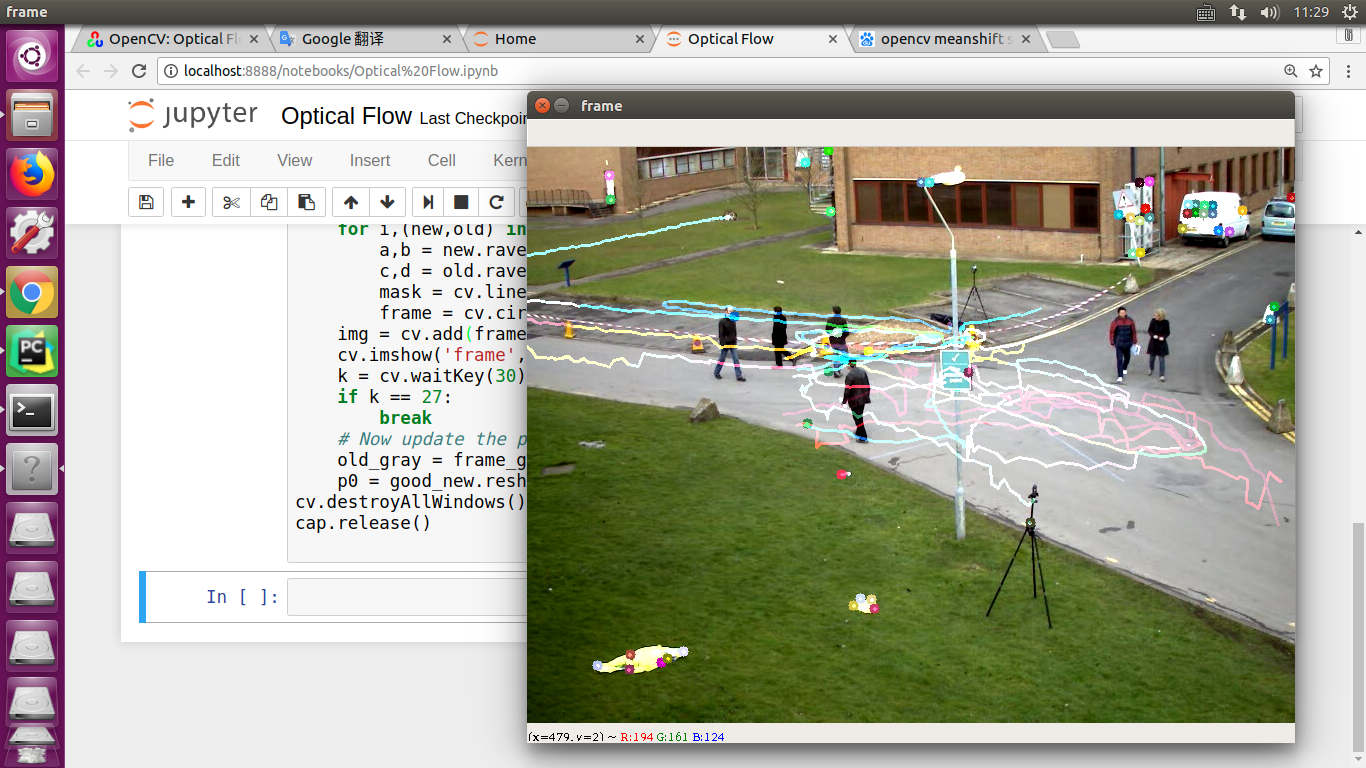 frame
11:29
OpenCV: Optical Fl
Google 翻译
Home
Optical Flow
opencv meanshift s
localhost:8888/notebooks/Optical%20Flow.ipynb
jupyter
Optical Flow Last Checkpoin
File Edit View Insert Cell Kern
for i,(new,old) in
a,b = new.rave
c,d = old.rave
mask = cv.line
frame = cv.cir
img = cv.add(frame
cv.imshow('frame',
k = cv.waitKey(30)
if k == 27:
break
# Now update the p
old_gray = frame_g
p0 = good_new.resh
cv.destroyAllWindows()
cap.release()
In [ ]:
frame
(x=479, y=2) ~ R:194 G:161 B:124